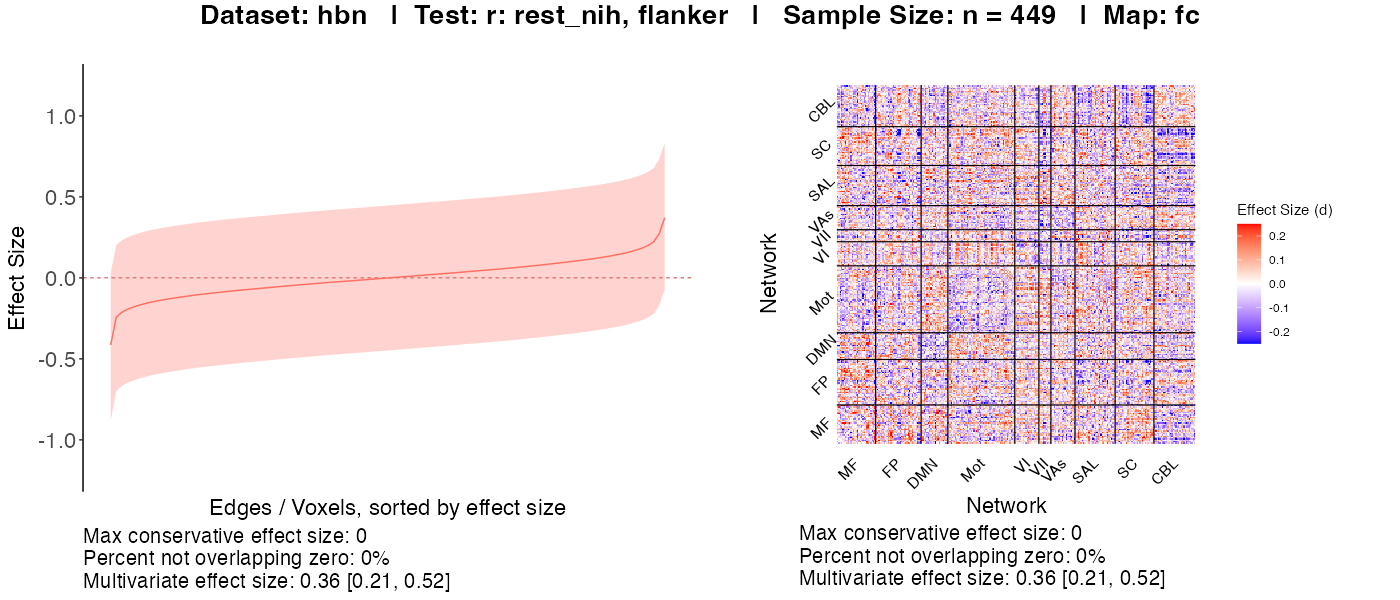 Dataset: hbn | Test: r: rest_nih, flanker | Sample Size: n = 449 | Map: fc
Effect Size
1.0
0.5
0.0
-0.5
-1.0
Edges / Voxels, sorted by effect size
Max conservative effect size: 0
Percent not overlapping zero: 0%
Multivariate effect size: 0.36 [0.21, 0.52]
Network
CBL
SC
SAL
VAs
VII
VI
Mot
DMN
FP
MF
MF
FP
DMN
Mot
VI
VII
VAs
SAL
SC
CBL
Network
Max conservative effect size: 0
Percent not overlapping zero: 0%
Multivariate effect size: 0.36 [0.21, 0.52]
Effect Size (d)
0.2
0.1
0.0
-0.1
-0.2